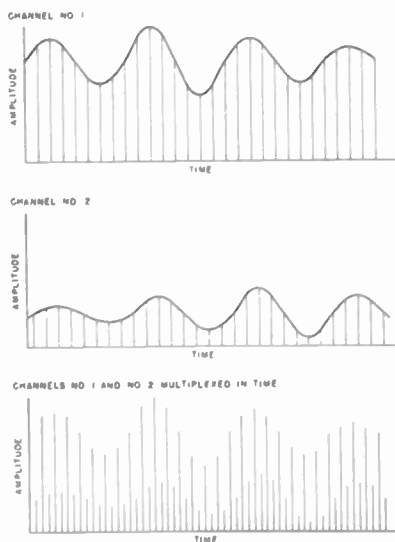 CHANNEL NO 1
AMPLITUDE
TIME
CHANNEL NO 2
AMPLITUDE
TIME
CHANNELS NO 1 AND NO 2 MULTIPLEXED IN TIME
AMPLITUDE
TIME